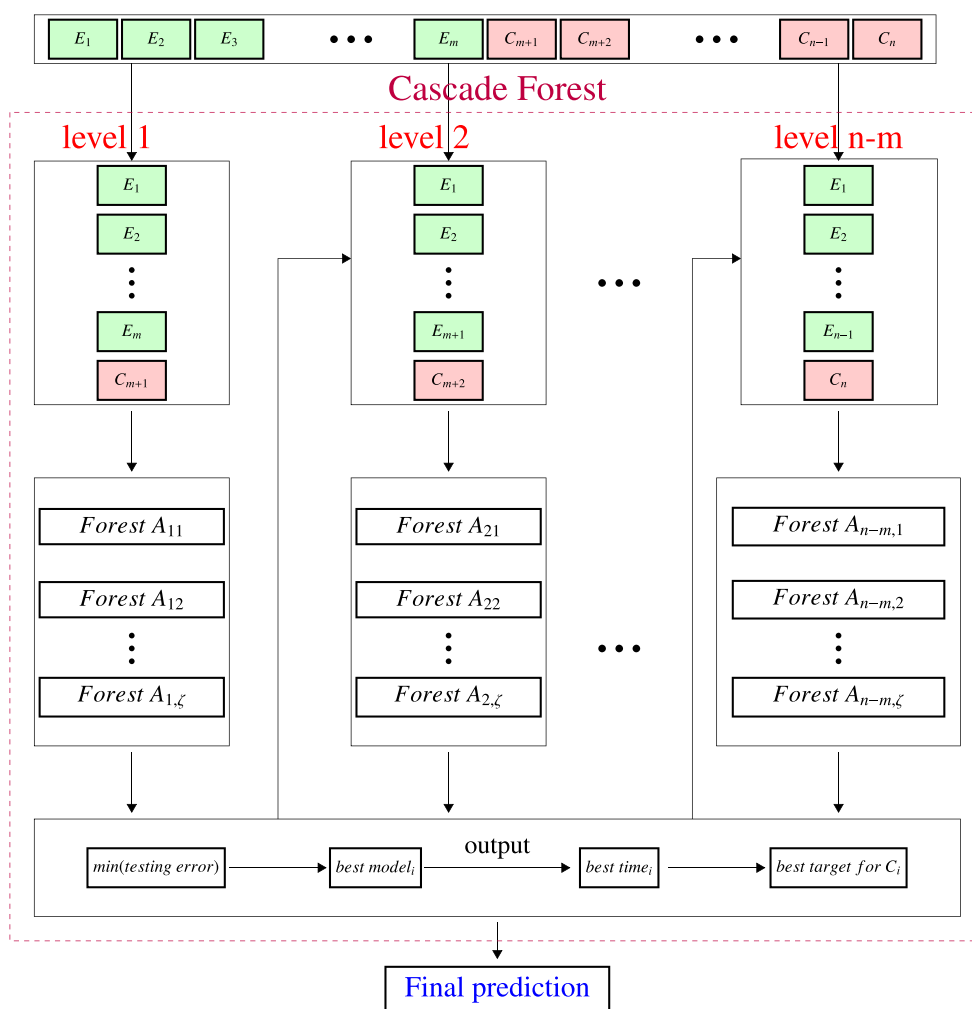 E₁ E₂ E₃ ••• Eₘ Cₘ₊₁ Cₘ₊₂ ••• Cₙ₋₁ Cₙ
Cascade Forest
level 1 level 2 level n-m
E₁ E₁ E₁
E₂ E₂ E₂
Eₘ Eₘ₊₁ Eₙ₋₁
Cₘ₊₁ Cₘ₊₂ Cₙ
Forest A₁₁ Forest A₂₁ Forest Aₙ₋ₘ,₁
Forest A₁₂ Forest A₂₂ Forest Aₙ₋ₘ,₂
Forest A₁,ζ Forest A₂,ζ Forest Aₙ₋ₘ,ζ
output
min(testing error) best modelᵢ best timeᵢ best target for Cᵢ
Final prediction